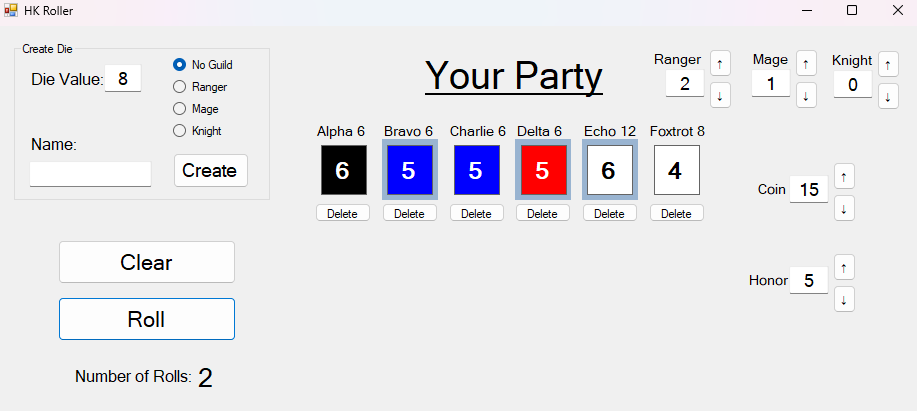 HK Roller
Create Die
Die Value: 8
No Guild
Ranger
Mage
Knight
Name:
Create
Clear
Roll
Number of Rolls: 2
Your Party
Alpha 6 Bravo 6 Charlie 6 Delta 6 Echo 12 Foxtrot 8
6 5 5 5 6 4
Delete Delete Delete Delete Delete Delete
Ranger Mage Knight
2 ↑ ↓ 1 ↑ ↓ 0 ↑ ↓
Coin 15 ↑ ↓
Honor 5 ↑ ↓